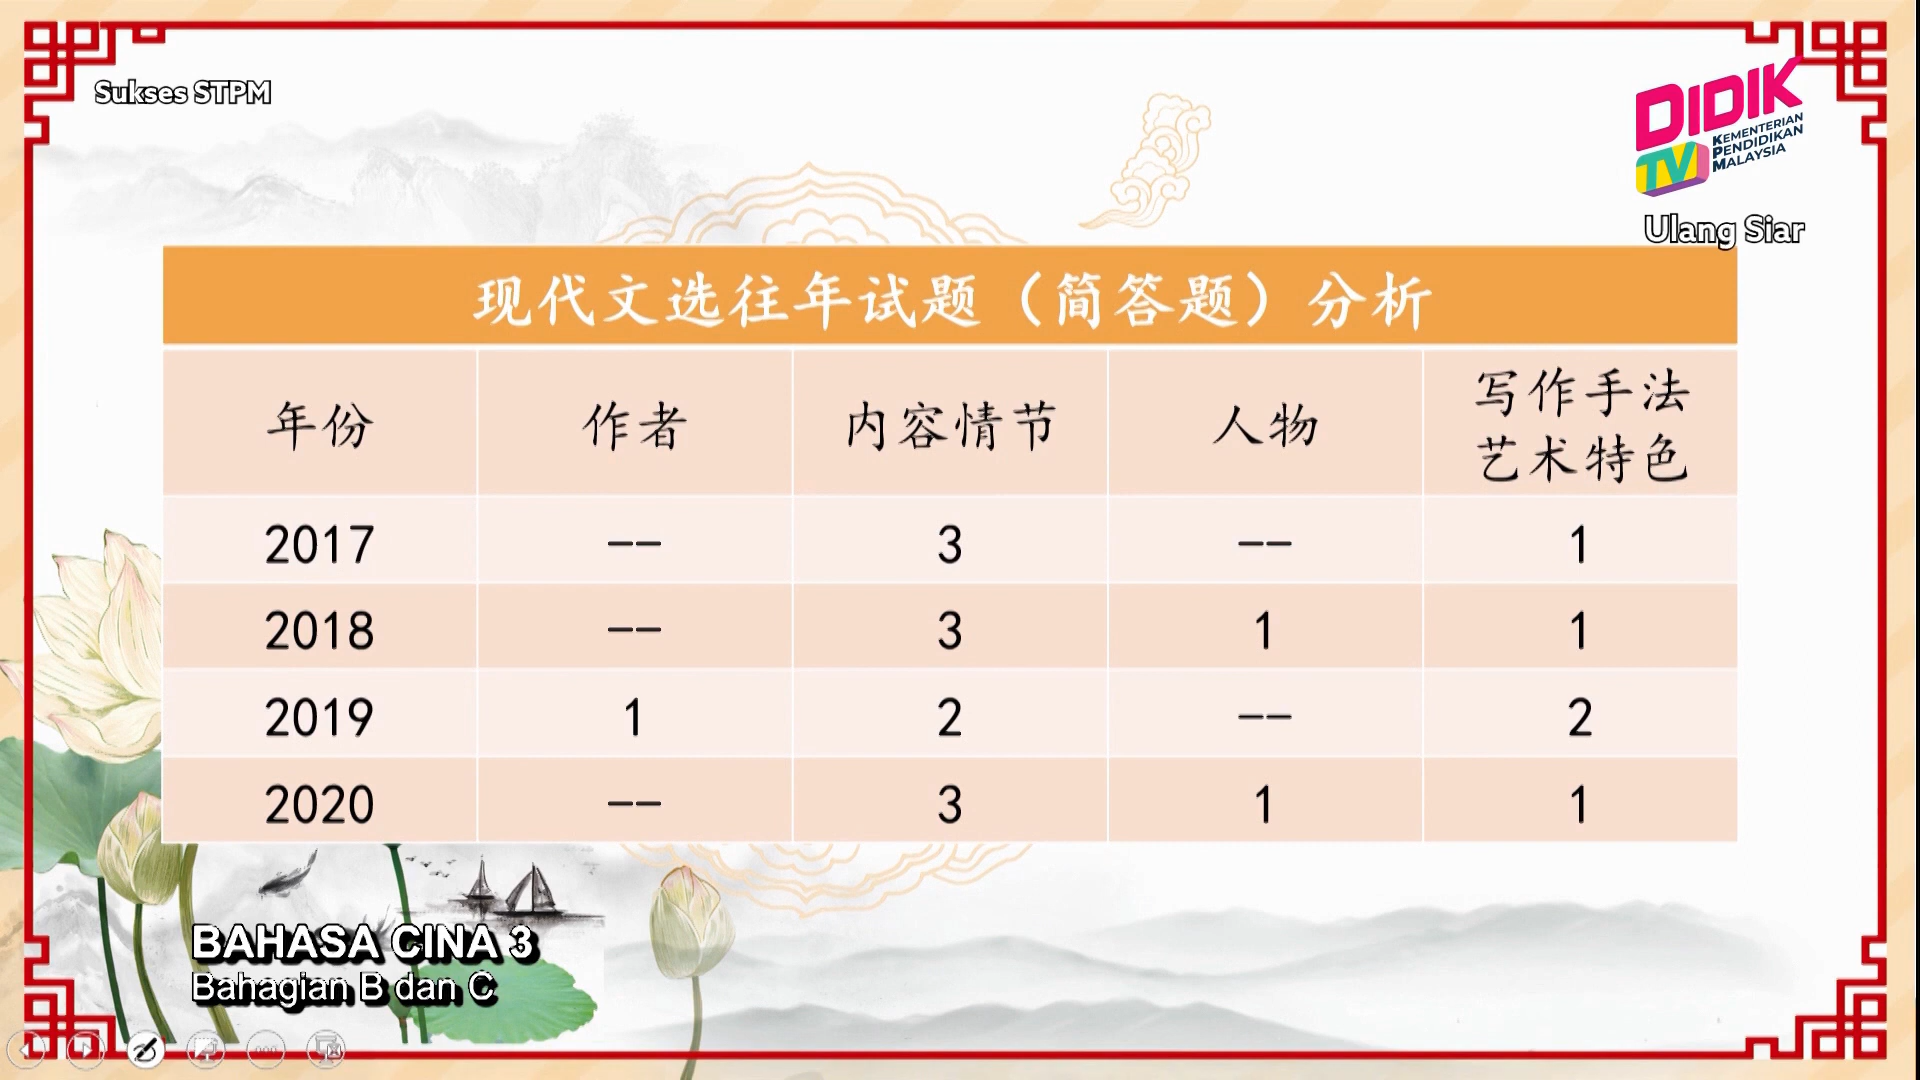 Sukses STPM
DIDIK
TV
KEMENTERIAN
PENDIDIKAN
MALAYSIA
Ulang Siar
现代文选往年试题（简答题）分析
年份 作者 内容情节 人物 写作手法
艺术特色
2017 -- 3 -- 1
2018 -- 3 1 1
2019 1 2 -- 2
2020 -- 3 1 1
BAHASA CINA 3
Bahagian B dan C